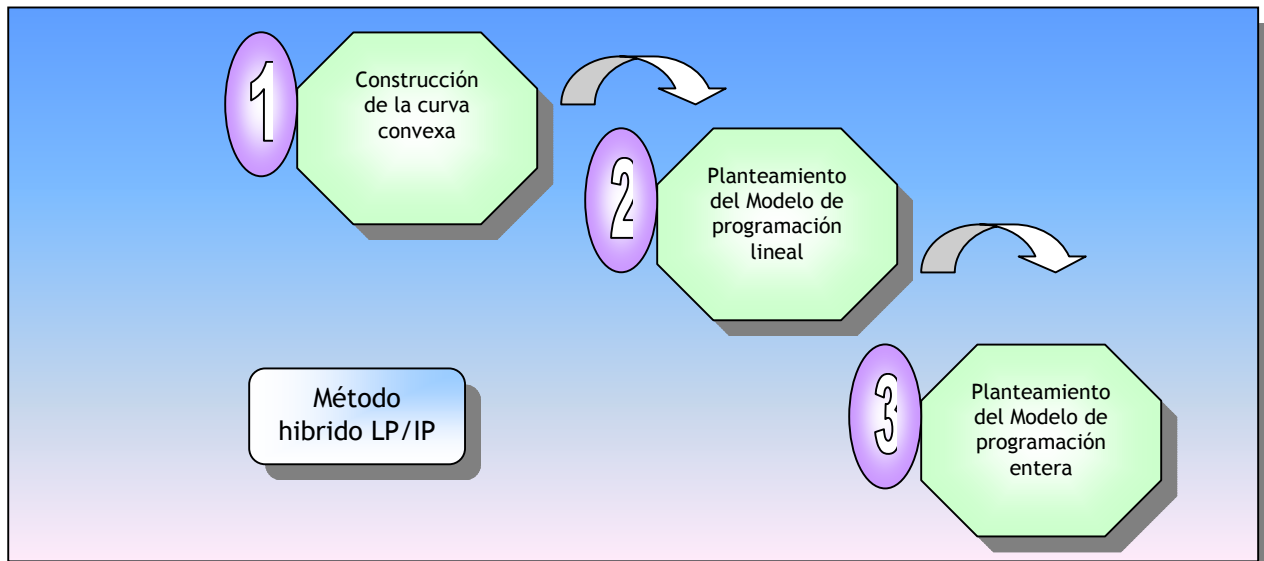 1
Construcción
de la curva
convexa
2
Planteamiento
del Modelo de
programación
lineal
3
Planteamiento
del Modelo de
programación
entera
Métódo
hibrido LP/IP